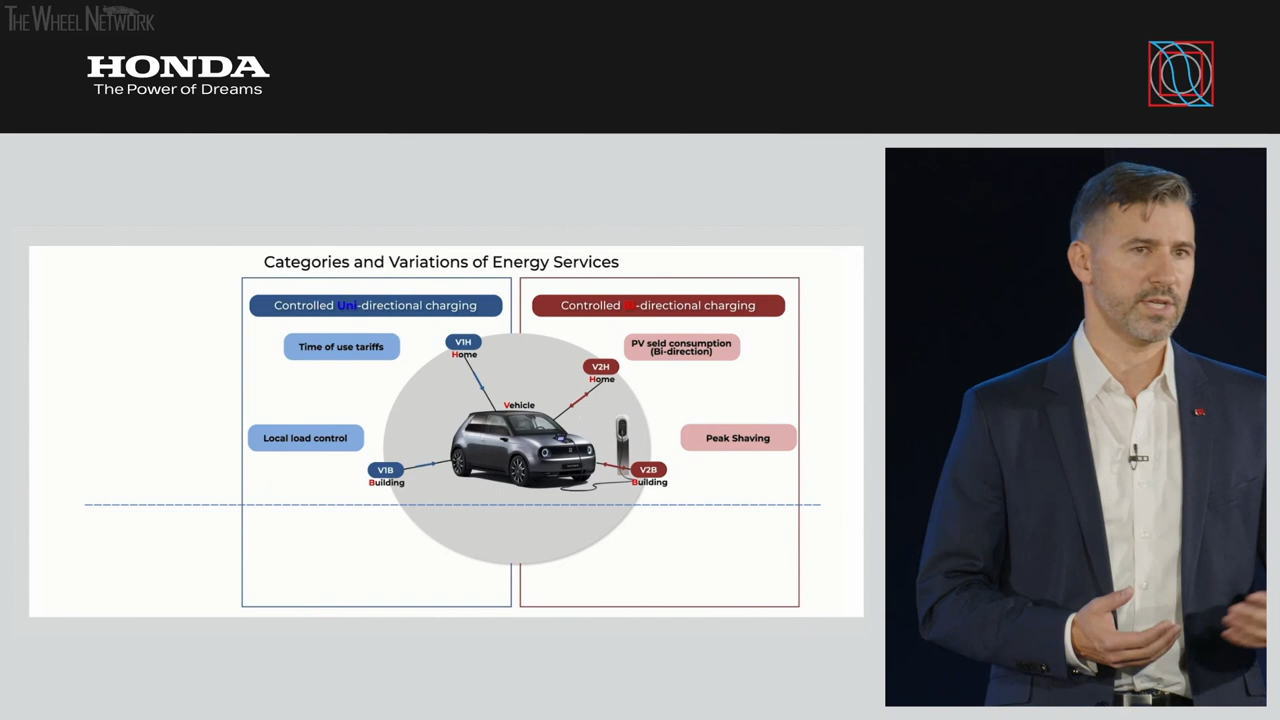 THE WHEEL NETWORK
HONDA
The Power of Dreams
Categories and Variations of Energy Services
Controlled Uni-directional charging
Controlled Bi-directional charging
Time of use tariffs
V1H
Home
PV seld consumption
(Bi-direction)
V2H
Home
Vehicle
Local load control
Peak Shaving
V1B
Building
V2B
Building